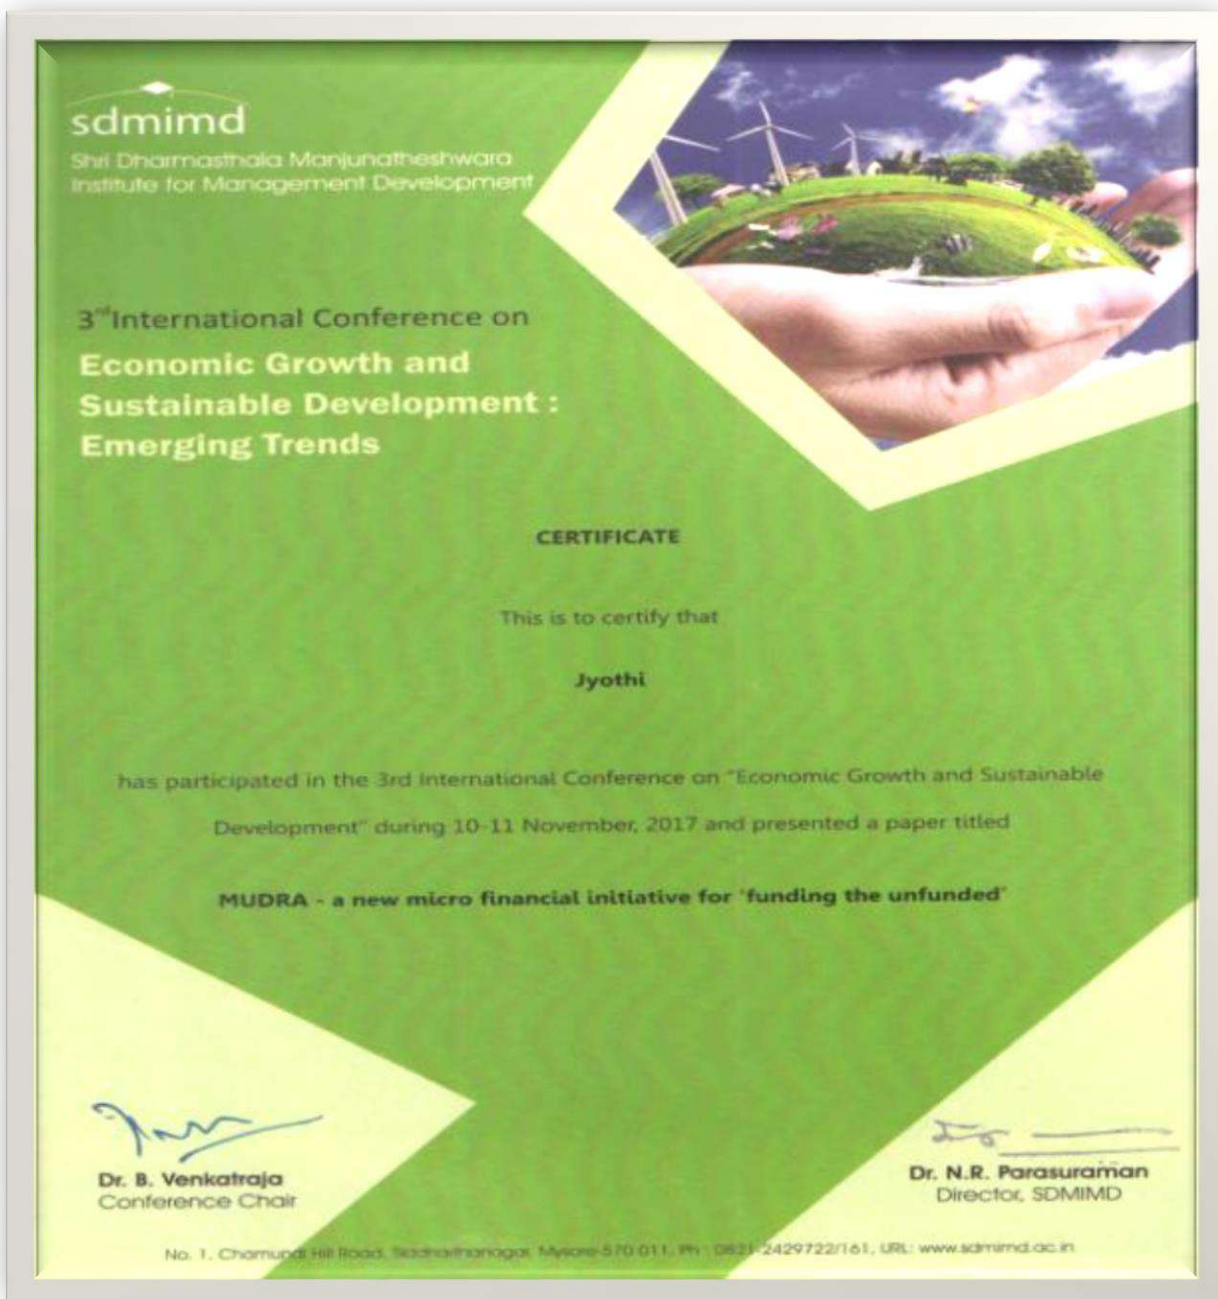 sdmimd
Shri Dharmasthala Manjunatheshwara
Institute for Management Development
3rd International Conference on
Economic Growth and
Sustainable Development :
Emerging Trends
CERTIFICATE
This is to certify that
Jyothi
has participated in the 3rd International Conference on "Economic Growth and Sustainable
Development" during 10-11 November, 2017 and presented a paper titled
MUDRA - a new micro financial initiative for 'funding the unfunded'
Dr. B. Venkatraja
Conference Chair
Dr. N.R. Parasuraman
Director, SDMIMD
No. 1, Chamundi Hill Road, Siddharthanagar, Mysore-570 011, Ph : 0821-2429722/161, URL: www.sdmimd.ac.in